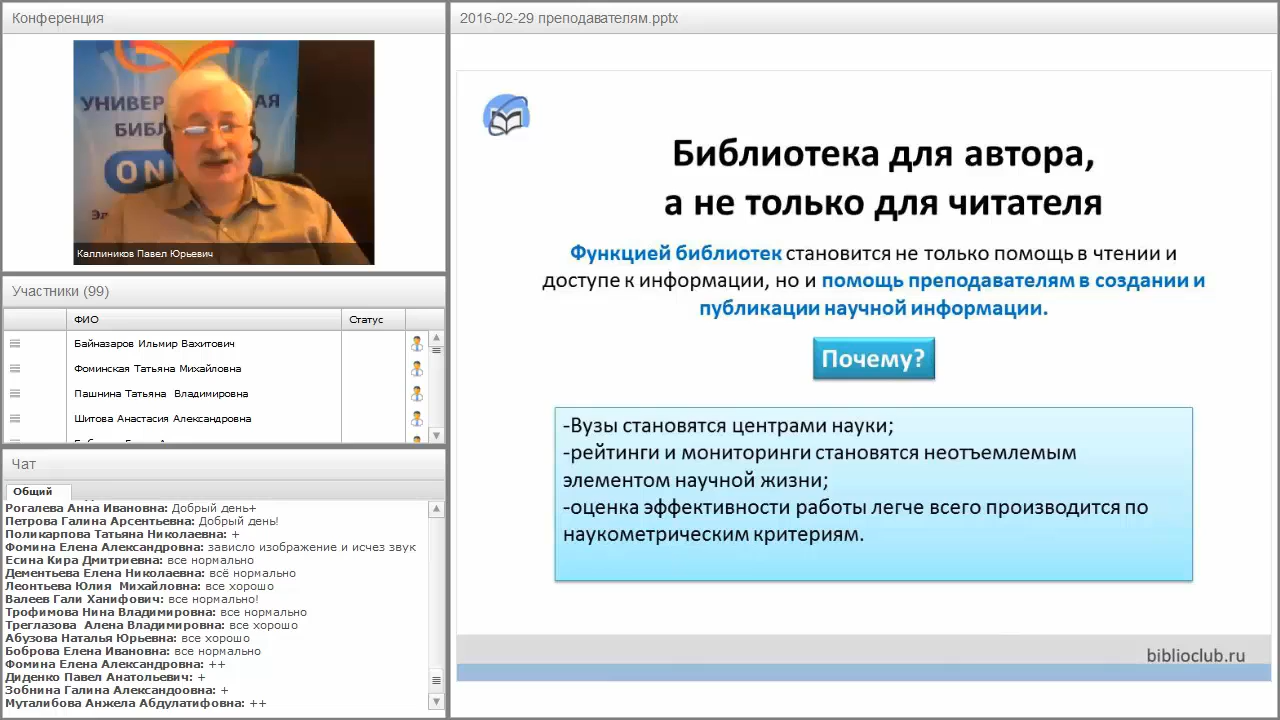 Конференция
УНИВЕР АЯ
БИБЛ
ON
Эл
Каллиников Павел Юрьевич
Участники (99)
ФИО Статус
Байназаров Ильмир Вахитович
Фоминская Татьяна Михайловна
Пашнина Татьяна Владимировна
Шитова Анастасия Александровна
Чат
Общий
Рогалева Анна Ивановна: Добрый день+
Петрова Галина Арсентьевна: Добрый день!
Поликарпова Татьяна Николаевна: +
Фомина Елена Александровна: зависло изображение и исчез звук
Есина Кира Дмитриевна: все нормально
Дементьева Елена Николаевна: всё нормально
Леонтьева Юлия Михайловна: все хорошо
Валеев Гали Ханифович: все нормально!
Трофимова Нина Владимировна: все нормально
Треглазова Алена Владимировна: все хорошо
Абузова Наталья Юрьевна: все хорошо
Боброва Елена Ивановна: все нормально
Фомина Елена Александровна: ++
Диденко Павел Анатольевич: +
Зобнина Галина Александоовна: +
Муталибова Анжела Абдулатифовна: ++
2016-02-29 преподавателям.pptx
Библиотека для автора,
а не только для читателя
Функцией библиотек становится не только помощь в чтении и
доступе к информации, но и помощь преподавателям в создании и
публикации научной информации.
Почему?
-Вузы становятся центрами науки;
-рейтинги и мониторинги становятся неотъемлемым
элементом научной жизни;
-оценка эффективности работы легче всего производится по
наукометрическим критериям.
biblioclub.ru